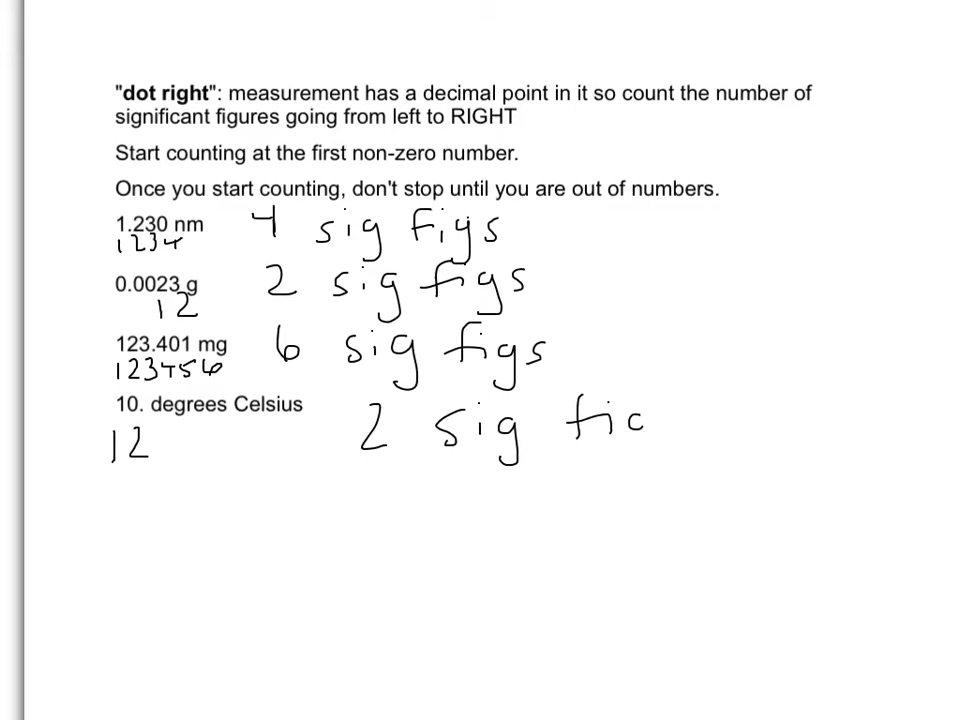 "dot right": measurement has a decimal point in it so count the number of
significant figures going from left to RIGHT
Start counting at the first non-zero number.
Once you start counting, don't stop until you are out of numbers.
1.230 nm 4 sig figs
1234
0.0023 g 2 sig figs
12
123.401 mg 6 sig figs
123456
10. degrees Celsius 2 sig fic
12